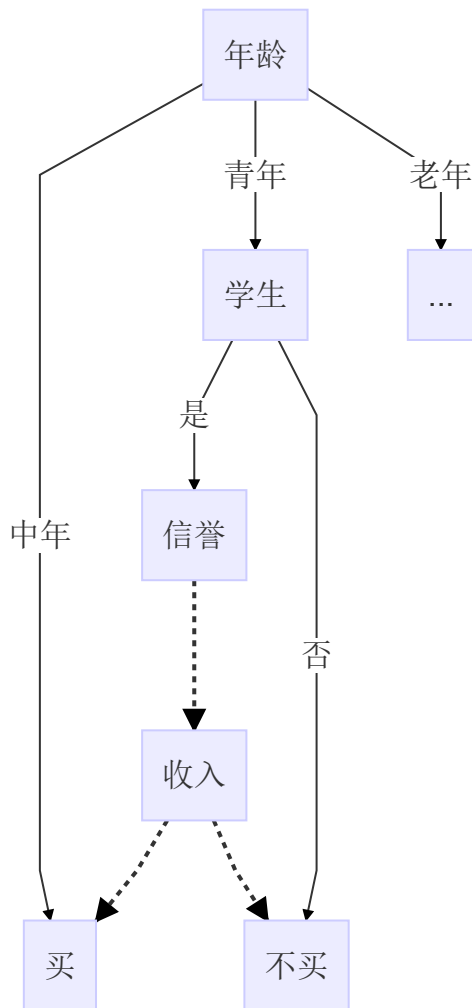 年龄
青年
老年
学生
...
是
信誉
中年
否
收入
买
不买